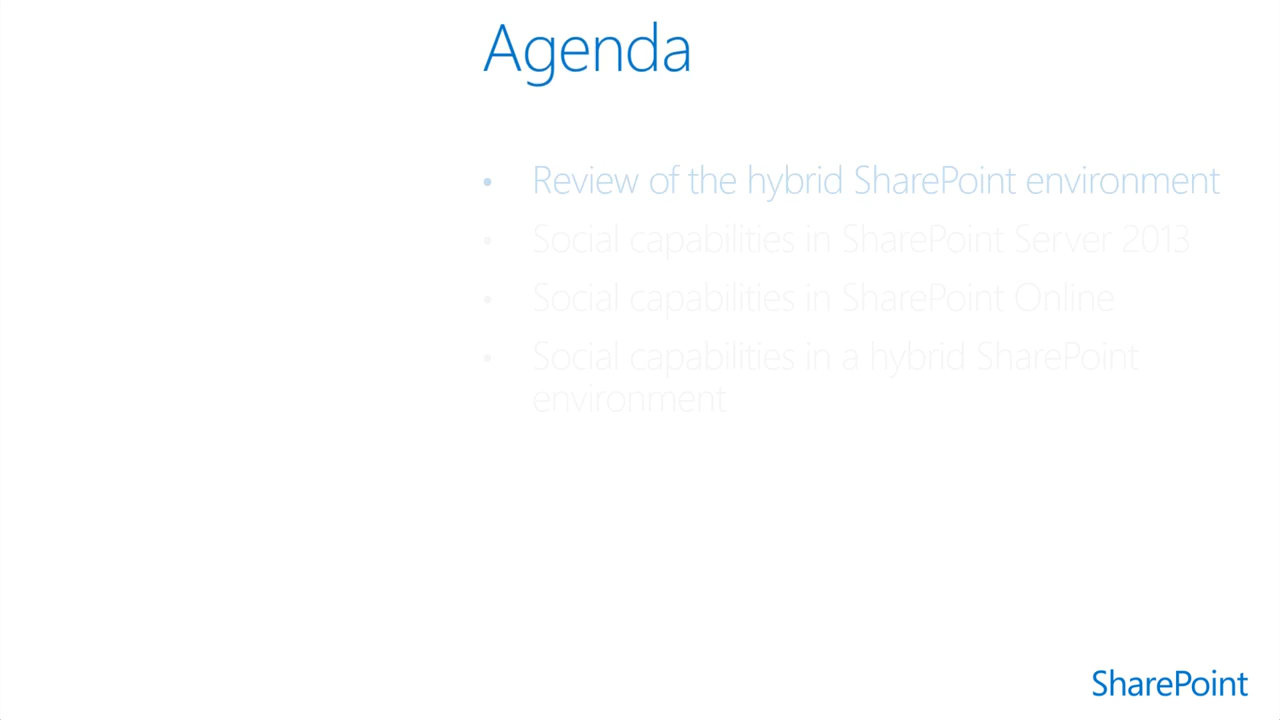 Agenda
• Review of the hybrid SharePoint environment
• Social capabilities in SharePoint Server 2013
• Social capabilities in SharePoint Online
• Social capabilities in a hybrid SharePoint
environment
SharePoint